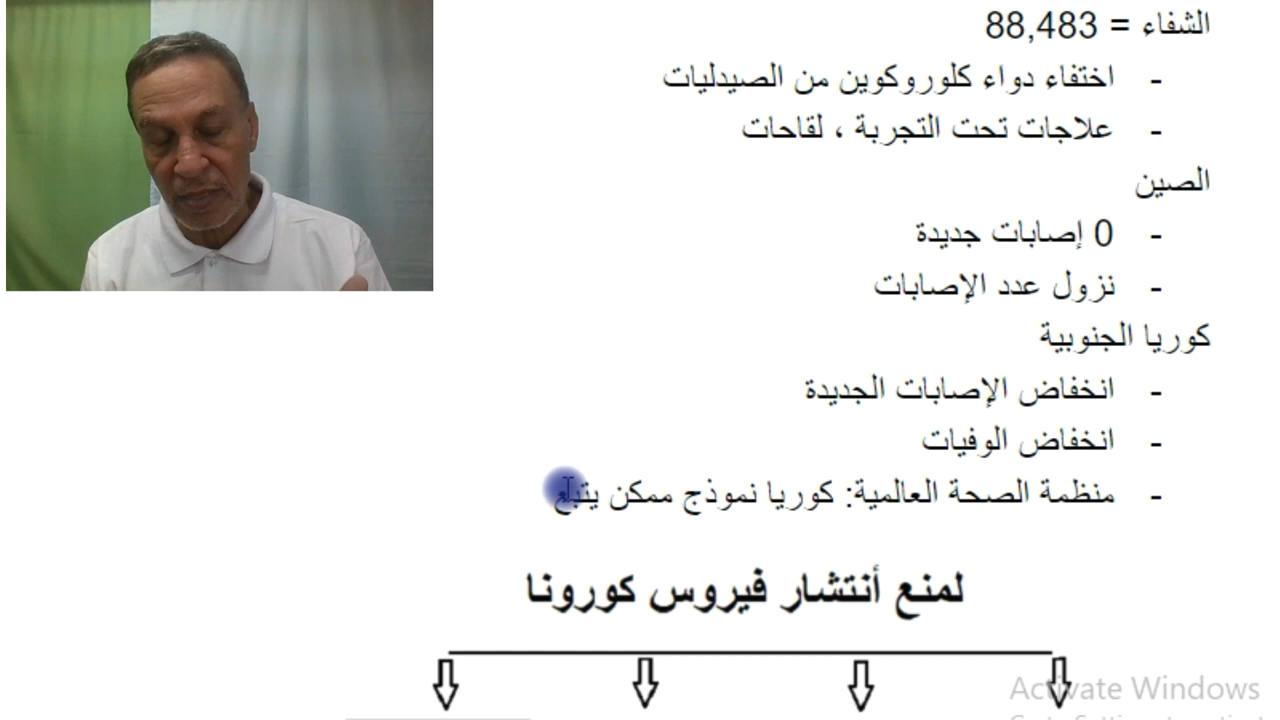 الشفاء = 88,483
- اختفاء دواء كلوروكوين من الصيدليات
- علاجات تحت التجربة ، لقاحات
الصين
- 0 إصابات جديدة
- نزول عدد الإصابات
كوريا الجنوبية
- انخفاض الإصابات الجديدة
- انخفاض الوفيات
- منظمة الصحة العالمية: كوريا نموذج ممكن يتبع
لمنع أنتشار فيروس كورونا
Activate Windows